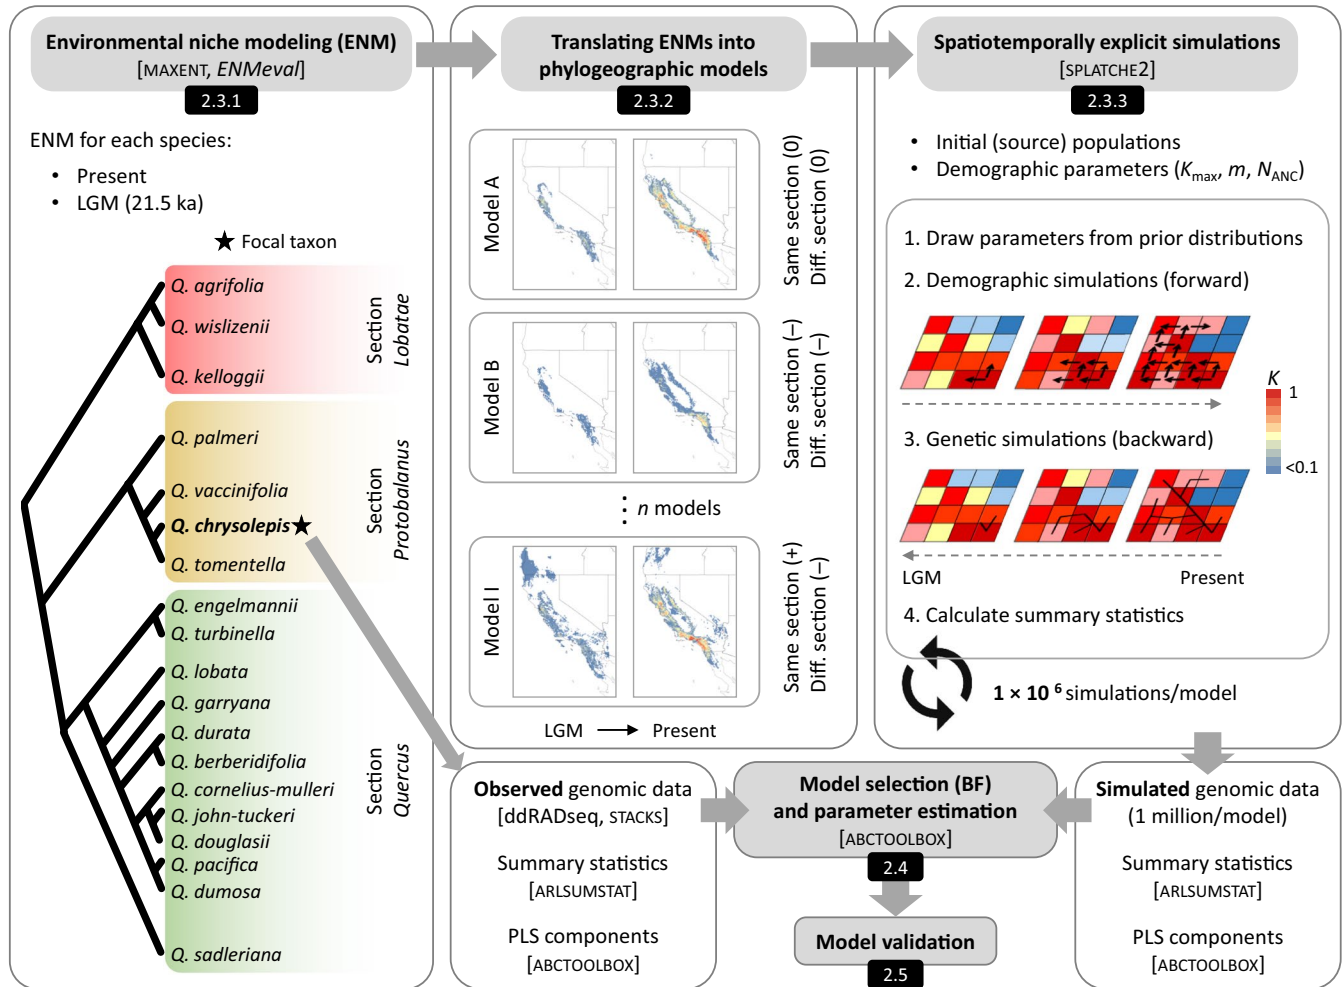 Environmental niche modeling (ENM)
[MAXENT, ENMeval]
2.3.1
ENM for each species:
• Present
• LGM (21.5 ka)
★ Focal taxon
Q. agrifolia
Q. wislizenii
Q. kelloggii
Section
Lobatae
Q. palmeri
Q. vaccinifolia
Q. chrysolepis
Q. tomentella
Section
Protobalanus
Q. engelmannii
Q. turbinella
Q. lobata
Q. garryana
Q. durata
Q. berberidifolia
Q. cornelius-mulleri
Q. john-tuckeri
Q. douglasii
Q. pacifica
Q. dumosa
Q. sadleriana
Section
Quercus
Translating ENMs into
phylogeographic models
2.3.2
Model A
Same section (0)
Diff. section (0)
Model B
Same section (–)
Diff. section (–)
⋮ n models
Model I
Same section (+)
Diff. section (–)
LGM → Present
Spatiotemporally explicit simulations
[SPLATCHE2]
2.3.3
• Initial (source) populations
• Demographic parameters (Kmax, m, NANC)
1. Draw parameters from prior distributions
2. Demographic simulations (forward)
K
1
<0.1
3. Genetic simulations (backward)
LGM Present
4. Calculate summary statistics
1 × 10 6 simulations/model
Observed genomic data
[ddRADseq, STACKS]
Summary statistics
[ARLSUMSTAT]
PLS components
[ABCTOOLBOX]
Model selection (BF)
and parameter estimation
[ABCTOOLBOX]
2.4
Model validation
2.5
Simulated genomic data
(1 million/model)
Summary statistics
[ARLSUMSTAT]
PLS components
[ABCTOOLBOX]